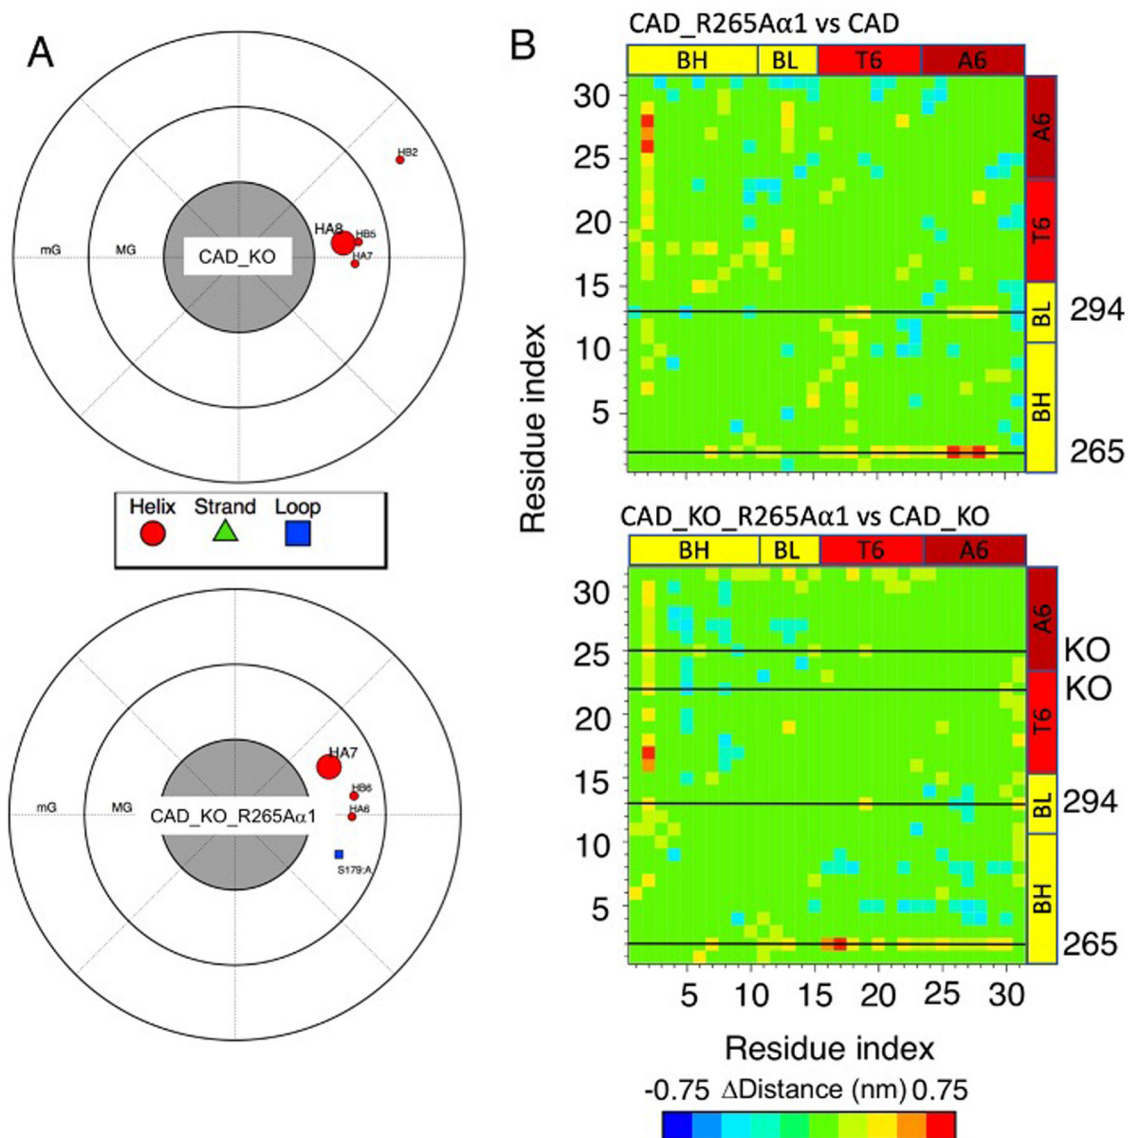 A
HB2
HA8
HB5
HA7
mG
MG
CAD_KO
Helix
Strand
Loop
HA7
HB6
HA6
mG
MG
CAD_KO_R265Aα1
S179:A
B
CAD_R265Aα1 vs CAD
BH
BL
T6
A6
30
25
20
15
10
5
A6
T6
BL
BH
294
265
Residue index
CAD_KO_R265Aα1 vs CAD_KO
BH
BL
T6
A6
30
25
20
15
10
5
A6
T6
BL
BH
KO
KO
294
265
5 10 15 20 25 30
Residue index
-0.75 ΔDistance (nm) 0.75